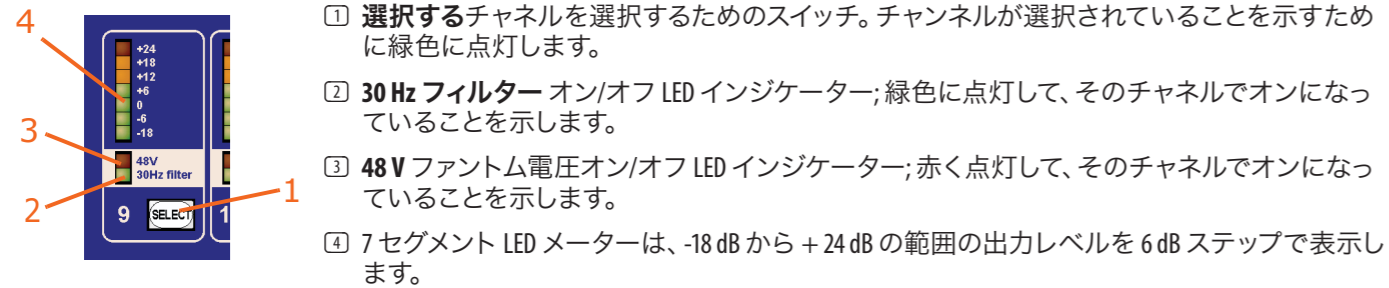 4
3
2
1
+24
+18
+12
+6
0
-6
-18
48V
30Hz filter
9
SELECT
1
1 選択するチャネルを選択するためのスイッチ。チャンネルが選択されていることを示すため
に緑色に点灯します。
2 30 Hz フィルター オン/オフ LED インジケーター; 緑色に点灯して、そのチャネルでオンになっ
ていることを示します。
3 48 V ファントム電圧オン/オフ LED インジケーター; 赤く点灯して、そのチャネルでオンになっ
ていることを示します。
4 7 セグメント LED メーターは、-18 dB から + 24 dB の範囲の出力レベルを 6 dB ステップで表示し
ます。